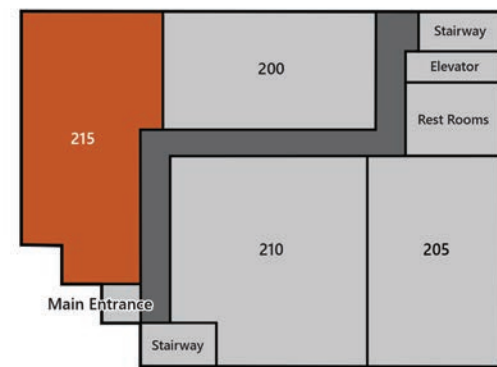 Stairway
200
Elevator
Rest Rooms
215
210
205
Main Entrance
Stairway